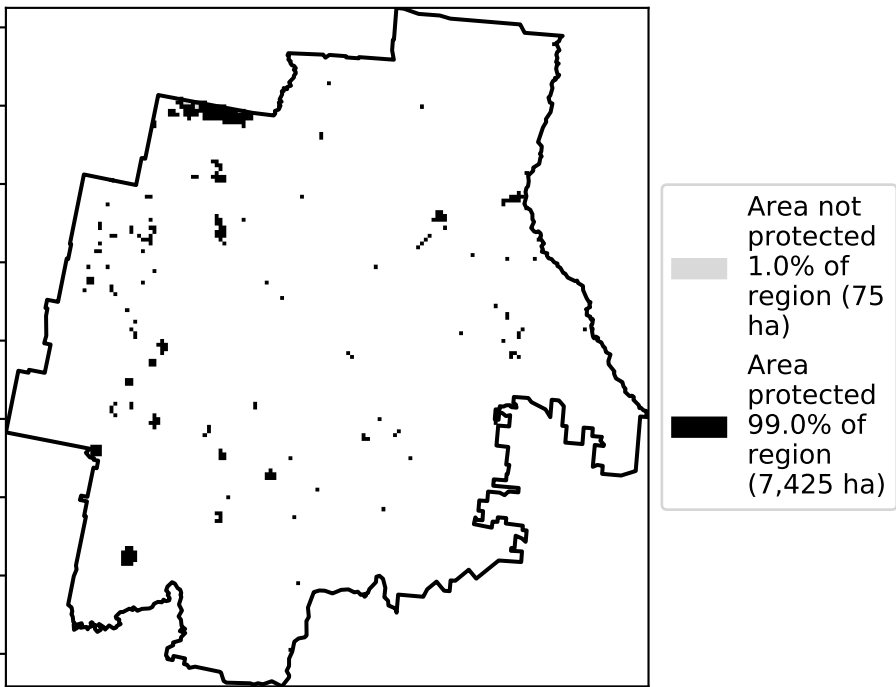 Area not
protected
1.0% of
region (75
ha)
Area
protected
99.0% of
region
(7,425 ha)